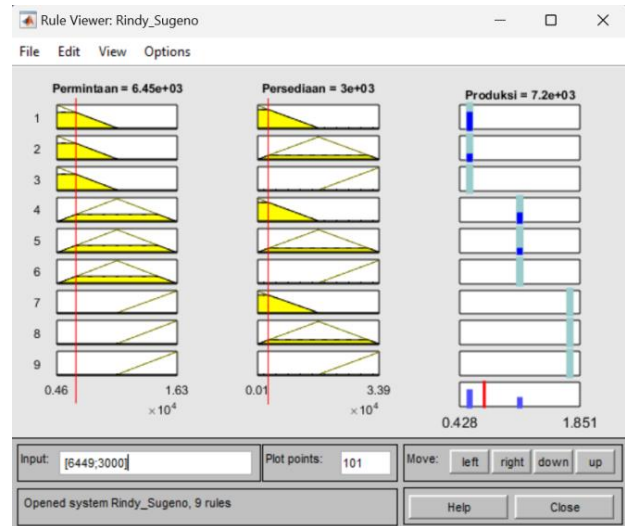 Rule Viewer: Rindy_Sugeno
File Edit View Options
Permintaan = 6.45e+03 Persediaan = 3e+03 Produksi = 7.2e+03
1
2
3
4
5
6
7
8
9
0.46 1.63 0.01 3.39
×10⁴ ×10⁴
0.428 1.851
Input: [6449;3000] Plot points: 101 Move: left right down up
Opened system Rindy_Sugeno, 9 rules Help Close